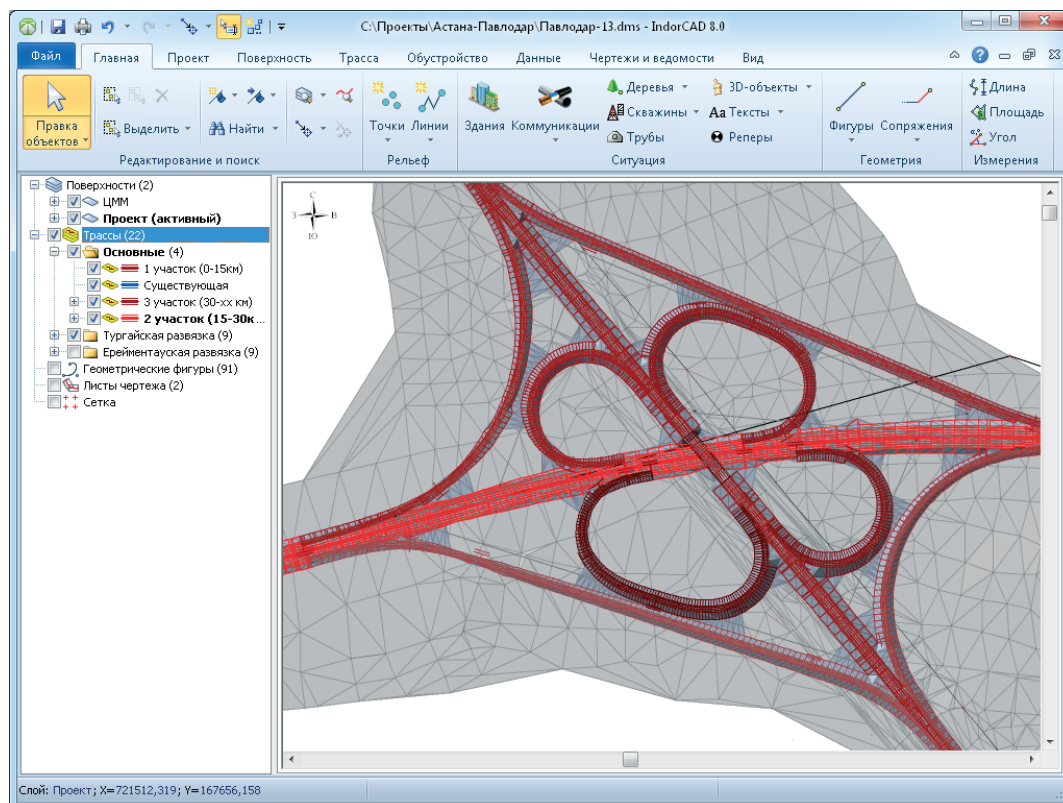 C:\Проекты\Астана-Павлодар\Павлодар-13.dms - IndorCAD 8.0
Файл Главная Проект Поверхность Трасса Обустройство Данные Чертежи и ведомости Вид
Правка объектов
Выделить
Найти
Редактирование и поиск
Точки Линии
Рельеф
Здания Коммуникации
Деревья 3D-объекты
Скважины Тексты
Трубы Реперы
Ситуация
Фигуры Сопряжения
Геометрия
Длина
Площадь
Угол
Измерения
Поверхности (2)
ЦММ
Проект (активный)
Трассы (22)
Основные (4)
1 участок (0-15км)
Существующая
3 участок (30-xx км)
2 участок (15-30к...
Тургайская развязка (9)
Ерейментауская развязка (9)
Геометрические фигуры (91)
Листы чертежа (2)
Сетка
С
З В
Ю
Слой: Проект; X=721512,319; Y=167656,158